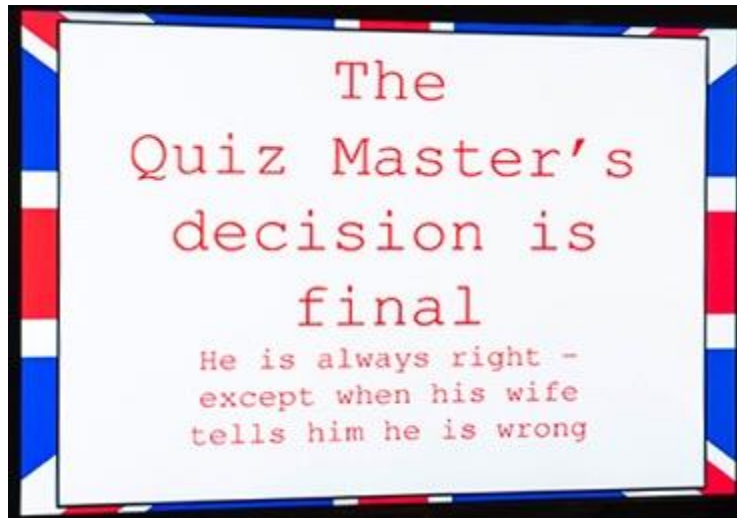 The
Quiz Master’s
decision is
final
He is always right –
except when his wife
tells him he is wrong